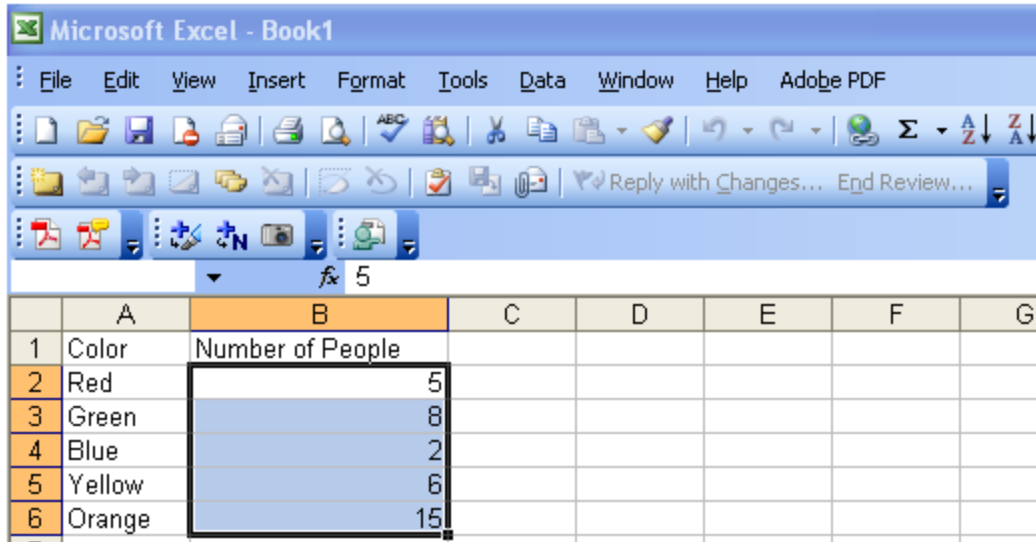 Microsoft Excel - Book1
File Edit View Insert Format Tools Data Window Help Adobe PDF
ABC Σ A Z Z A
Reply with Changes... End Review...
N
fx 5
A B C D E F G
1 Color Number of People
2 Red 5
3 Green 8
4 Blue 2
5 Yellow 6
6 Orange 15